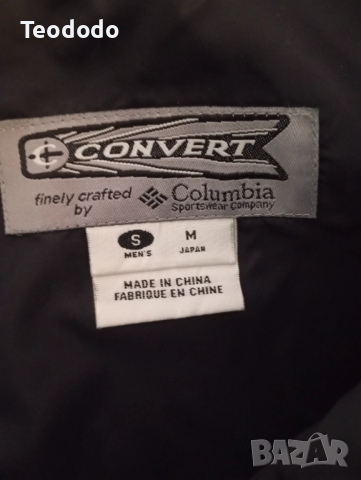 Teododo
CONVERT
finely crafted by
Columbia
Sportswear Company
S M
MEN'S JAPAN
MADE IN CHINA
FABRIQUE EN CHINE
BAZAR